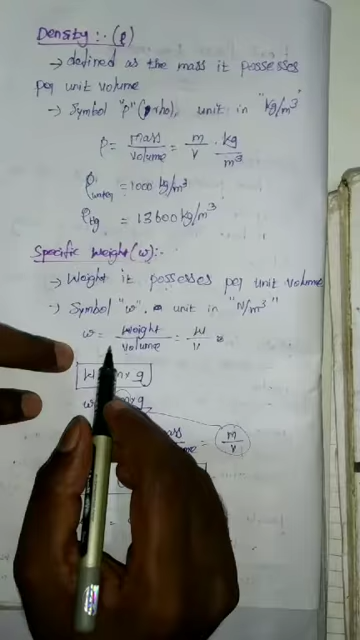 Density :- (ρ)
→ defined as the mass it possesses
per unit volume
→ Symbol "ρ" (rho), unit in "kg/m³"
ρ = mass/volume = m/v · kg/m³
ρwater = 1000 kg/m³
ρHg = 13600 kg/m³
Specific Weight (w) :-
→ Weight it possesses per unit volume
→ Symbol "w". unit in "N/m³"
w = Weight/volume = W/v
W = m × g
m × g
= m/v